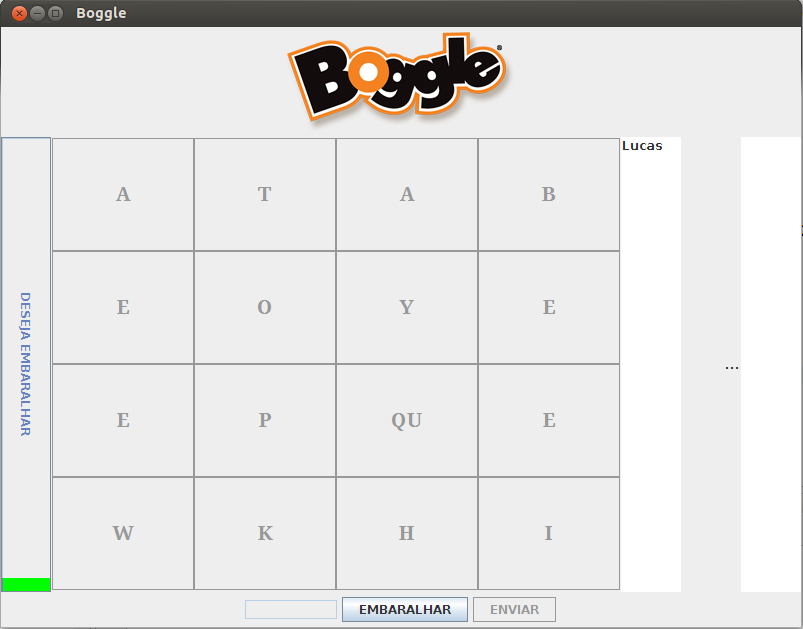 Boggle
Boggle
DESEJA EMBARALHAR
A T A B
E O Y E
E P QU E
W K H I
Lucas
...
EMBARALHAR
ENVIAR